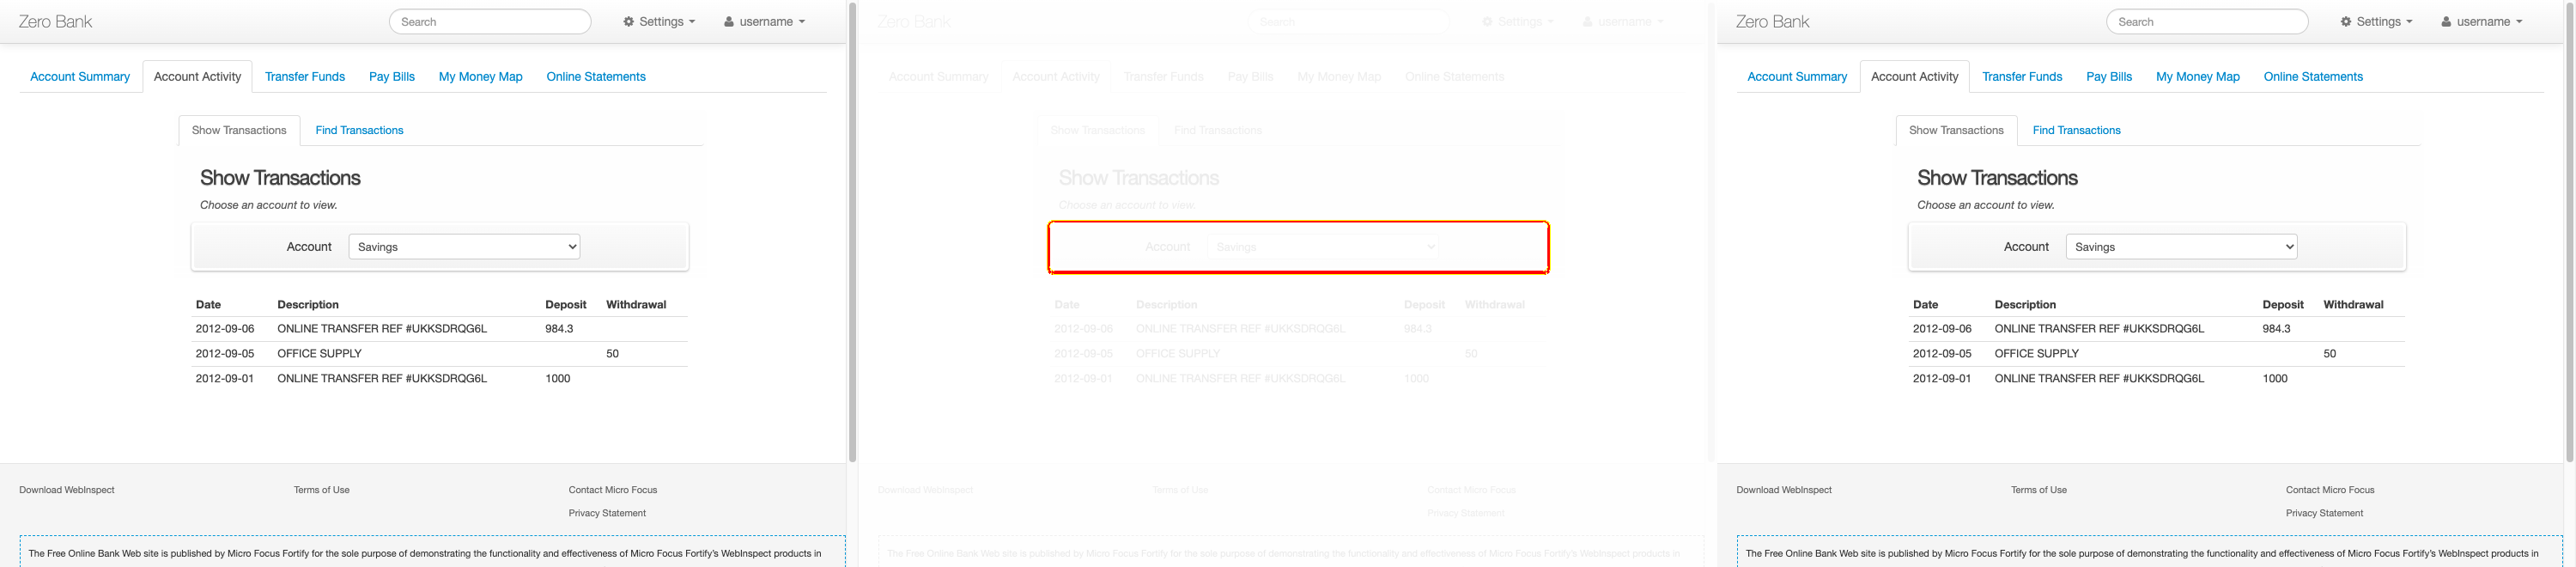 Zero Bank Search Settings username
Account Summary Account Activity Transfer Funds Pay Bills My Money Map Online Statements
Show Transactions Find Transactions
Show Transactions
Choose an account to view.
Account Savings
Date Description Deposit Withdrawal
2012-09-06 ONLINE TRANSFER REF #UKKSDRQG6L 984.3
2012-09-05 OFFICE SUPPLY 50
2012-09-01 ONLINE TRANSFER REF #UKKSDRQG6L 1000
Download WebInspect Terms of Use Contact Micro Focus
Privacy Statement
The Free Online Bank Web site is published by Micro Focus Fortify for the sole purpose of demonstrating the functionality and effectiveness of Micro Focus Fortify's WebInspect products in
Zero Bank Search Settings username
Account Summary Account Activity Transfer Funds Pay Bills My Money Map Online Statements
Show Transactions Find Transactions
Show Transactions
Choose an account to view.
Account Savings
Date Description Deposit Withdrawal
2012-09-06 ONLINE TRANSFER REF #UKKSDRQG6L 984.3
2012-09-05 OFFICE SUPPLY 50
2012-09-01 ONLINE TRANSFER REF #UKKSDRQG6L 1000
Download WebInspect Terms of Use Contact Micro Focus
Privacy Statement
The Free Online Bank Web site is published by Micro Focus Fortify for the sole purpose of demonstrating the functionality and effectiveness of Micro Focus Fortify's WebInspect products in
Zero Bank Search Settings username
Account Summary Account Activity Transfer Funds Pay Bills My Money Map Online Statements
Show Transactions Find Transactions
Show Transactions
Choose an account to view.
Account Savings
Date Description Deposit Withdrawal
2012-09-06 ONLINE TRANSFER REF #UKKSDRQG6L 984.3
2012-09-05 OFFICE SUPPLY 50
2012-09-01 ONLINE TRANSFER REF #UKKSDRQG6L 1000
Download WebInspect Terms of Use Contact Micro Focus
Privacy Statement
The Free Online Bank Web site is published by Micro Focus Fortify for the sole purpose of demonstrating the functionality and effectiveness of Micro Focus Fortify's WebInspect products in